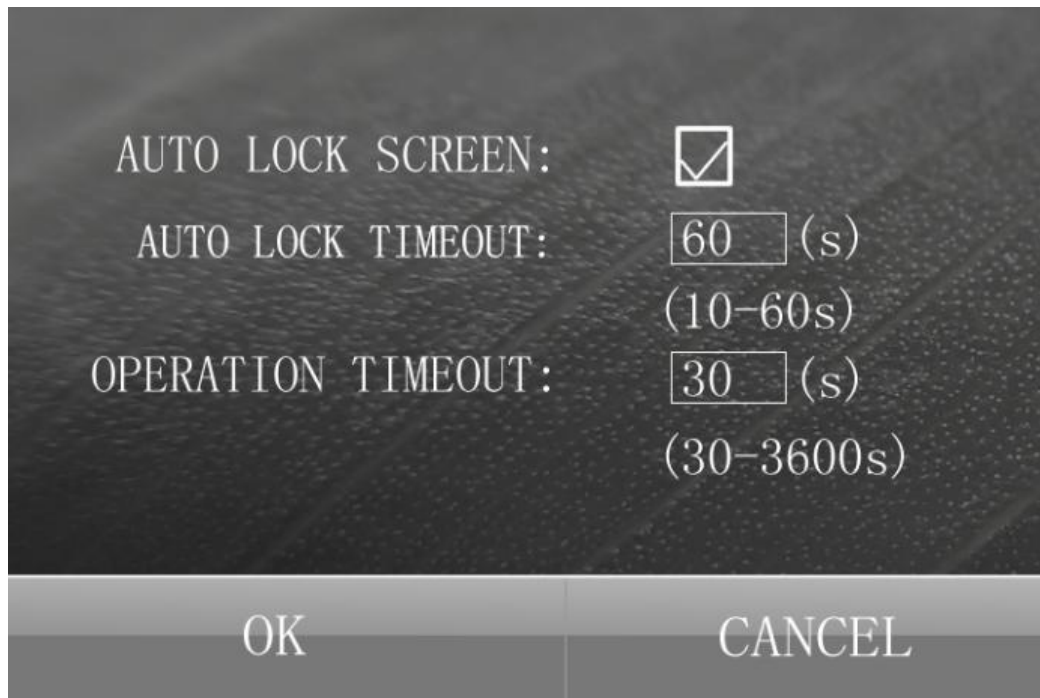 AUTO LOCK SCREEN:
AUTO LOCK TIMEOUT: 60 (s)
(10-60s)
OPERATION TIMEOUT: 30 (s)
(30-3600s)
OK CANCEL